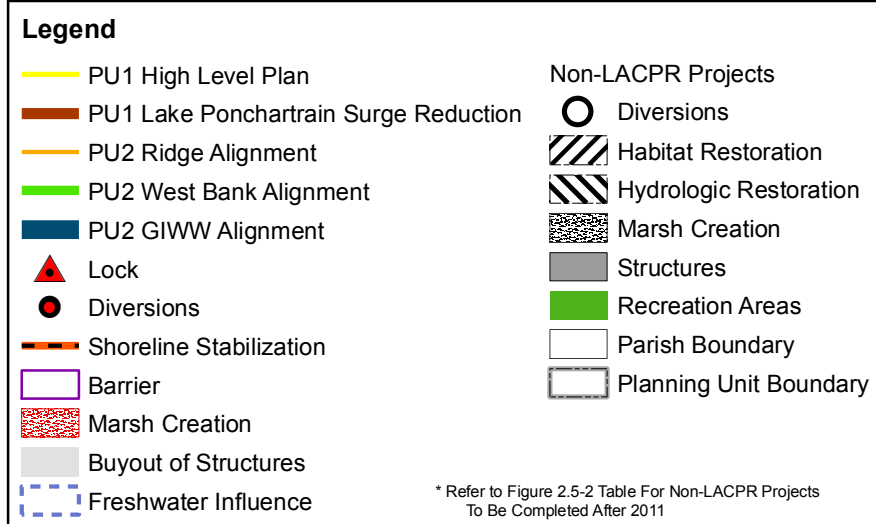 Legend
PU1 High Level Plan
PU1 Lake Ponchartrain Surge Reduction
PU2 Ridge Alignment
PU2 West Bank Alignment
PU2 GIWW Alignment
Lock
Diversions
Shoreline Stabilization
Barrier
Marsh Creation
Buyout of Structures
Freshwater Influence
Non-LACPR Projects
Diversions
Habitat Restoration
Hydrologic Restoration
Marsh Creation
Structures
Recreation Areas
Parish Boundary
Planning Unit Boundary
* Refer to Figure 2.5-2 Table For Non-LACPR Projects
To Be Completed After 2011